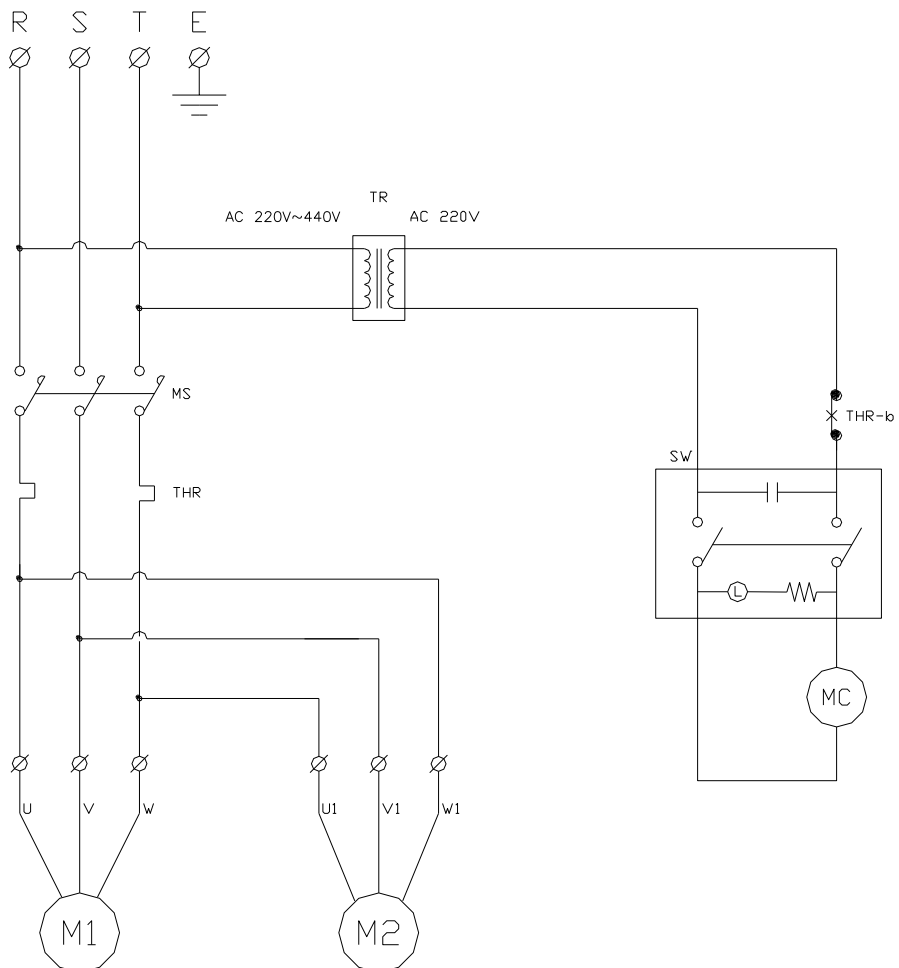 R S T E
TR
AC 220V~440V AC 220V
MS
THR-b
SW
THR
L
MC
U V W U1 V1 W1
M1 M2